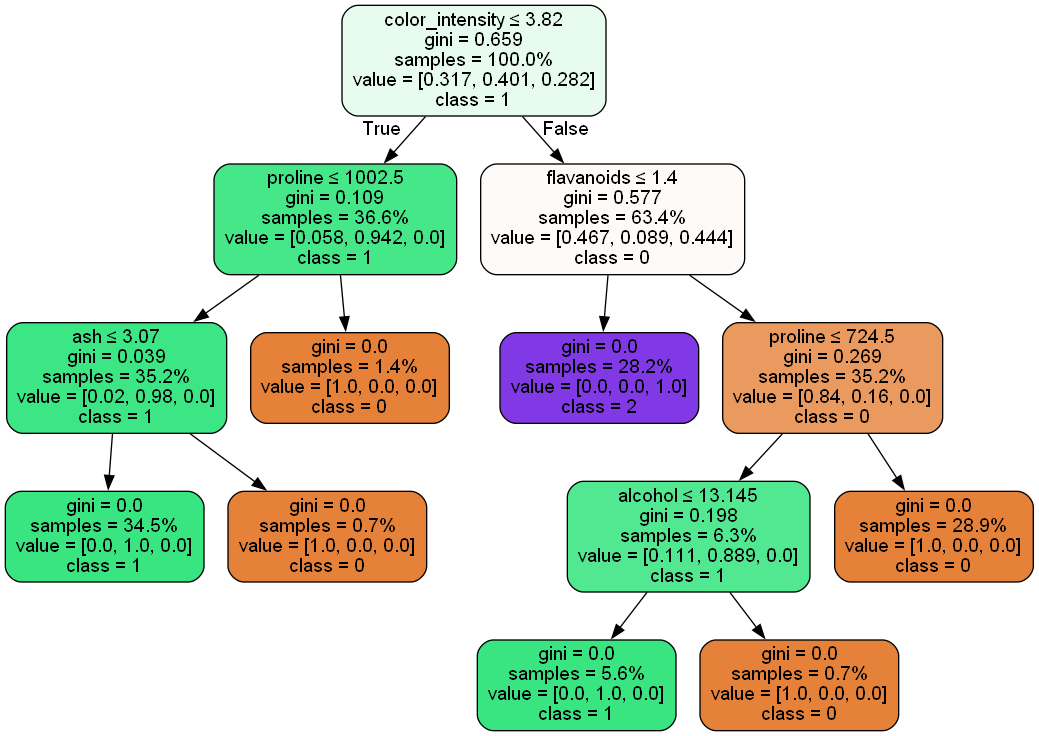 color_intensity ≤ 3.82
gini = 0.659
samples = 100.0%
value = [0.317, 0.401, 0.282]
class = 1
True
False
proline ≤ 1002.5
gini = 0.109
samples = 36.6%
value = [0.058, 0.942, 0.0]
class = 1
flavanoids ≤ 1.4
gini = 0.577
samples = 63.4%
value = [0.467, 0.089, 0.444]
class = 0
ash ≤ 3.07
gini = 0.039
samples = 35.2%
value = [0.02, 0.98, 0.0]
class = 1
gini = 0.0
samples = 1.4%
value = [1.0, 0.0, 0.0]
class = 0
gini = 0.0
samples = 28.2%
value = [0.0, 0.0, 1.0]
class = 2
proline ≤ 724.5
gini = 0.269
samples = 35.2%
value = [0.84, 0.16, 0.0]
class = 0
gini = 0.0
samples = 34.5%
value = [0.0, 1.0, 0.0]
class = 1
gini = 0.0
samples = 0.7%
value = [1.0, 0.0, 0.0]
class = 0
alcohol ≤ 13.145
gini = 0.198
samples = 6.3%
value = [0.111, 0.889, 0.0]
class = 1
gini = 0.0
samples = 28.9%
value = [1.0, 0.0, 0.0]
class = 0
gini = 0.0
samples = 5.6%
value = [0.0, 1.0, 0.0]
class = 1
gini = 0.0
samples = 0.7%
value = [1.0, 0.0, 0.0]
class = 0